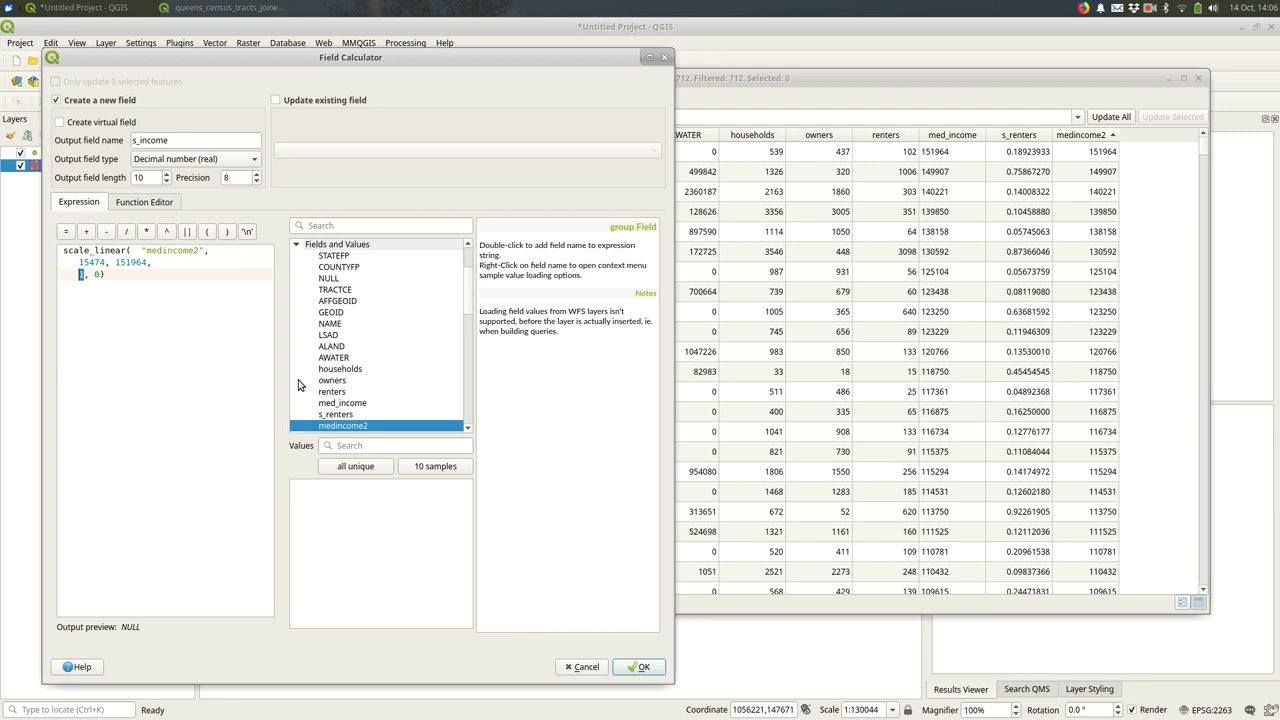 *Untitled Project - QGIS
queens_census_tracts_joine...
14 Oct, 14:06
*Untitled Project - QGIS
Project Edit View Layer Settings Plugins Vector Raster Database Web MMQGIS Processing Help
Field Calculator
Only update 0 selected features
Create a new field
Update existing field
Create virtual field
Output field name s_income
Output field type Decimal number (real)
Output field length 10 Precision 8
Expression Function Editor
= + - / * ^ || ( ) '\n'
scale_linear( "medincome2",
15474, 151964,
1, 0)
Output preview: NULL
Search
Fields and Values
STATEFP
COUNTYFP
NULL
TRACTCE
AFFGEOID
GEOID
NAME
LSAD
ALAND
AWATER
households
owners
renters
med_income
s_renters
medincome2
Values Search
all unique 10 samples
group Field
Double-click to add field name to expression
string.
Right-Click on field name to open context menu
sample value loading options.
Notes
Loading field values from WFS layers isn't
supported, before the layer is actually inserted, ie.
when building queries.
Help Cancel OK
Layers
712, Filtered: 712, Selected: 0
Update All Update Selected
WATER households owners renters med_income s_renters medincome2
0 539 437 102 151964 0.18923933 151964
499842 1326 320 1006 149907 0.75867270 149907
2360187 2163 1860 303 140221 0.14008322 140221
128626 3356 3005 351 139850 0.10458880 139850
897590 1114 1050 64 138158 0.05745063 138158
172725 3546 448 3098 130592 0.87366046 130592
0 987 931 56 125104 0.05673759 125104
700664 739 679 60 123438 0.08119080 123438
0 1005 365 640 123250 0.63681592 123250
0 745 656 89 123229 0.11946309 123229
1047226 983 850 133 120766 0.13530010 120766
82983 33 18 15 118750 0.45454545 118750
0 511 486 25 117361 0.04892368 117361
0 400 335 65 116875 0.16250000 116875
0 1041 908 133 116734 0.12776177 116734
0 821 730 91 115375 0.11084044 115375
954080 1806 1550 256 115294 0.14174972 115294
0 1468 1283 185 114531 0.12602180 114531
313651 672 52 620 113750 0.92261905 113750
524698 1321 1161 160 111525 0.12112036 111525
0 520 411 109 110781 0.20961538 110781
1051 2521 2273 248 110432 0.09837366 110432
0 568 429 139 109615 0.24471831 109615
Results Viewer Search QMS Layer Styling
Type to locate (Ctrl+K) Ready Coordinate 1056221,147671 Scale 1:130044 Magnifier 100% Rotation 0.0 ° Render EPSG:2263